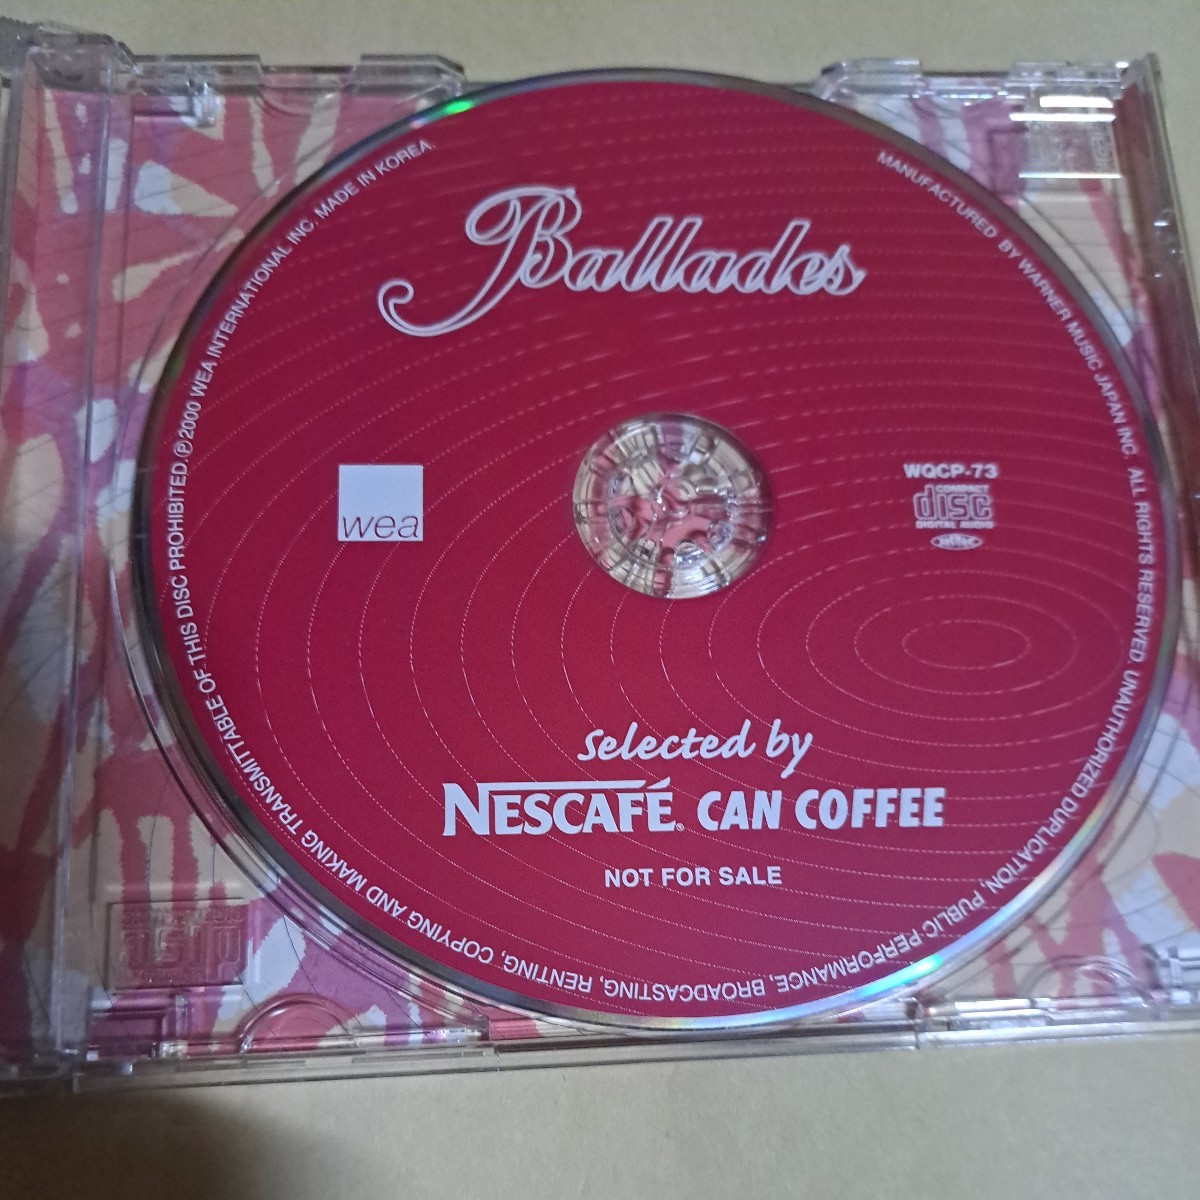 Ballades
wea
WQCP-73
COMPACT
disc
DIGITAL AUDIO
Selected by
NESCAFÉ. CAN COFFEE
NOT FOR SALE
MANUFACTURED BY WARNER MUSIC JAPAN INC. ALL RIGHTS RESERVED. UNAUTHORIZED DUPLICATION, PUBLIC PERFORMANCE, BROADCASTING, RENTING, COPYING AND MAKING TRANSMITTABLE OF THIS DISC PROHIBITED. ℗2000 WEA INTERNATIONAL INC. MADE IN KOREA.